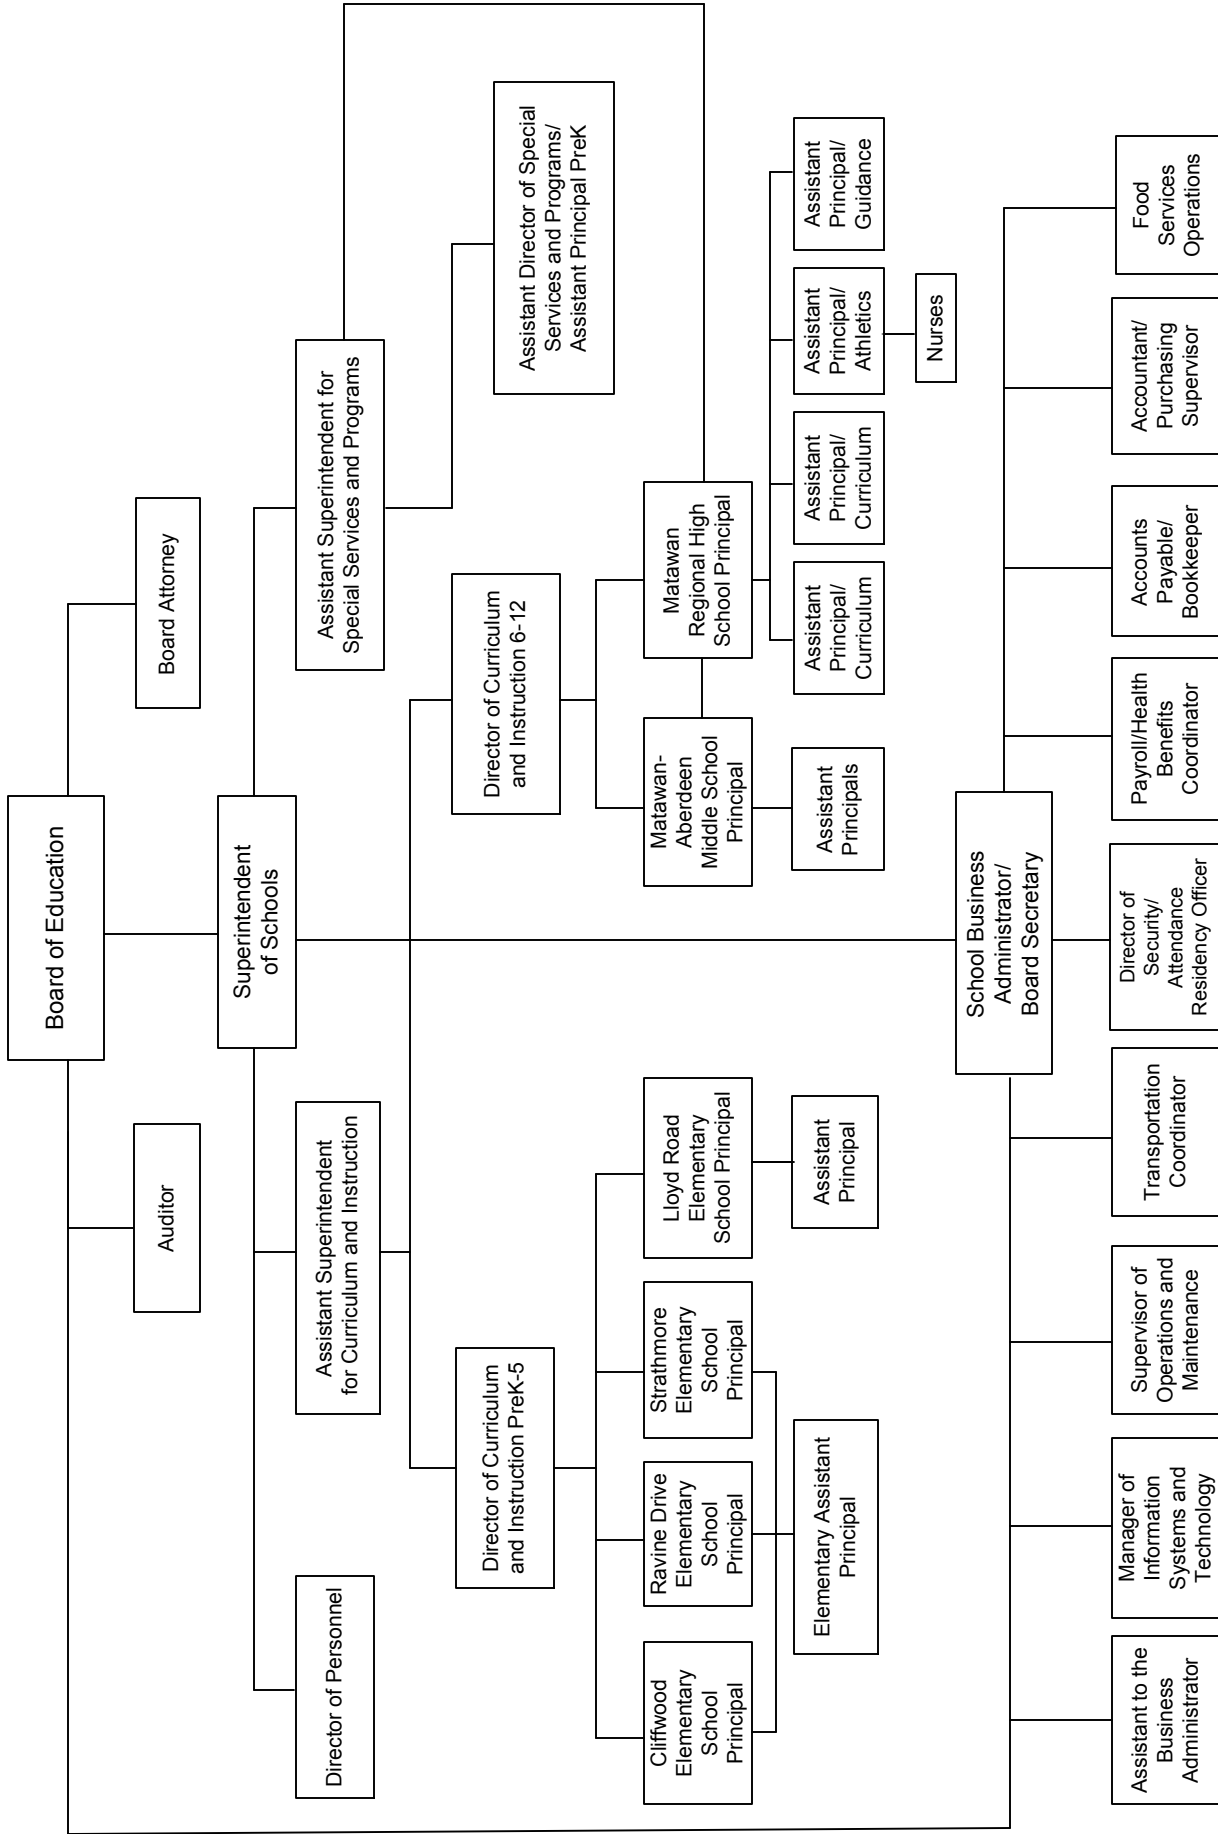 Board of Education
Auditor
Board Attorney
Superintendent
of Schools
Director of Personnel
Assistant Superintendent
for Curriculum and Instruction
Assistant Superintendent for
Special Services and Programs
Director of Curriculum
and Instruction PreK-5
Director of Curriculum
and Instruction 6-12
Assistant Director of Special
Services and Programs/
Assistant Principal PreK
Cliffwood
Elementary
School
Principal
Ravine Drive
Elementary
School
Principal
Strathmore
Elementary
School
Principal
Lloyd Road
Elementary
School Principal
Matawan-
Aberdeen
Middle School
Principal
Matawan
Regional High
School Principal
Elementary Assistant
Principal
Assistant
Principal
Assistant
Principals
Assistant
Principal/
Curriculum
Assistant
Principal/
Curriculum
Assistant
Principal/
Athletics
Assistant
Principal/
Guidance
Nurses
School Business
Administrator/
Board Secretary
Assistant to the
Business
Administrator
Manager of
Information
Systems and
Technology
Supervisor of
Operations and
Maintenance
Transportation
Coordinator
Director of
Security/
Attendance
Residency Officer
Payroll/Health
Benefits
Coordinator
Accounts
Payable/
Bookkeeper
Accountant/
Purchasing
Supervisor
Food
Services
Operations